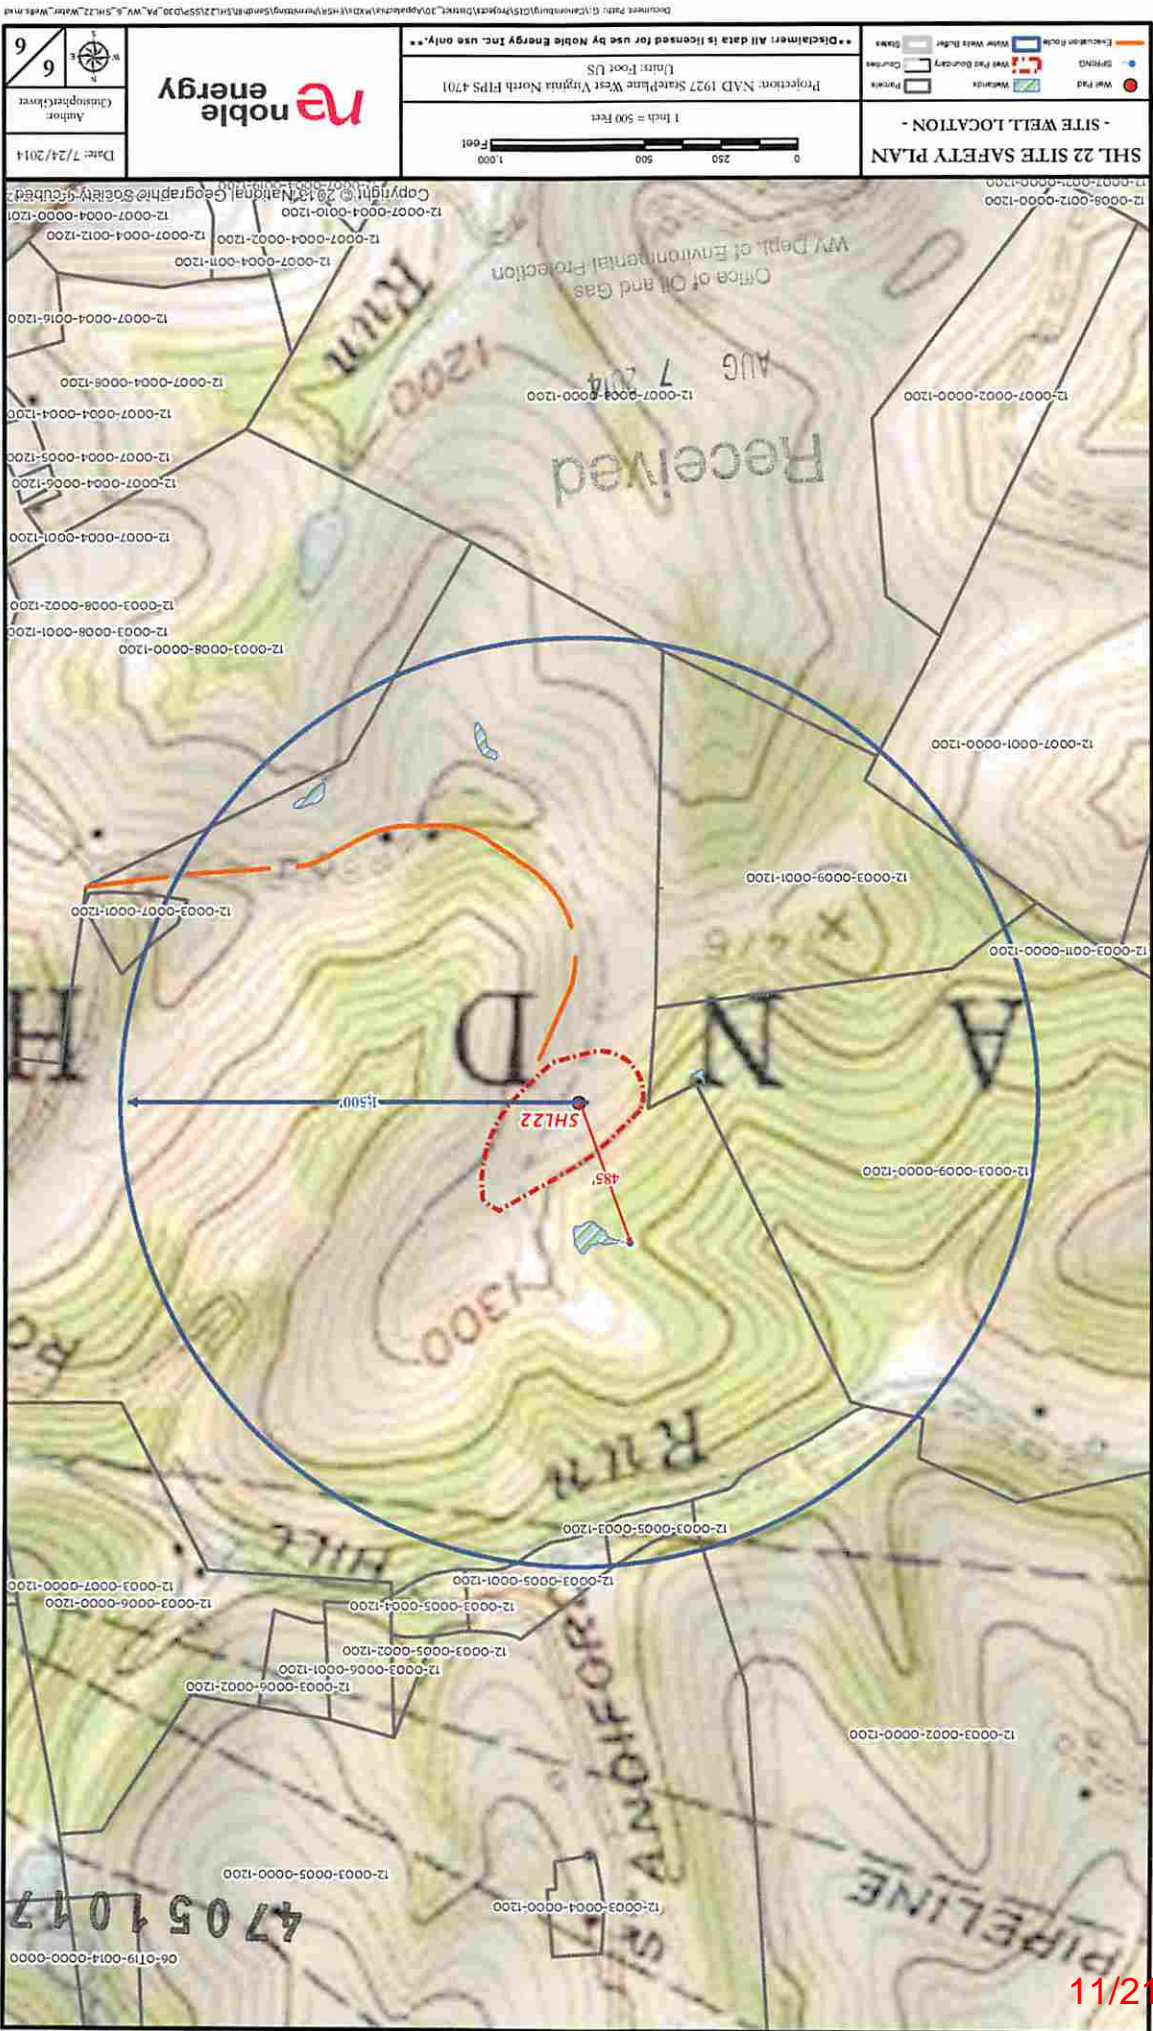 11/21
47051017
06-OT19-0014-0000-0000
PIPELINE
12-0003-0004-0000-1200
12-0003-0005-0000-1200
12-0003-0002-0000-1200
12-0003-0006-0002-1200
12-0003-0006-0001-1200
12-0003-0005-0002-1200
12-0003-0005-0004-1200
12-0003-0006-0000-1200
12-0003-0007-0000-1200
12-0003-0005-0001-1200
12-0003-0005-0003-1200
SANDIFORD
HILL
Run
1300
485'
SHL22
1,500'
12-0003-0009-0000-1200
A N D H
12-0003-0011-0000-1200
12-0003-0007-0001-1200
12-0003-0009-0001-1200
12-0007-0001-0000-1200
12-0003-0008-0000-1200
12-0003-0008-0001-1200
12-0003-0008-0002-1200
12-0007-0004-0001-1200
12-0007-0004-0006-1200
12-0007-0004-0005-1200
12-0007-0004-0004-1200
12-0007-0004-0008-1200
12-0007-0004-0016-1200
Received
12-0007-0002-0000-1200
AUG 7 2014
1200
Run
Office of Oil and Gas
WV Dept. of Environmental Protection
12-0007-0004-0011-1200
12-0007-0004-0002-1200
12-0007-0004-0012-1200
12-0007-0004-0010-1200
12-0008-0012-0000-1200
Copyright:© 2013 National Geographic Society, i-cubed
SHL 22 SITE SAFETY PLAN
- SITE WELL LOCATION -
Well Pad
Wetlands
Parcels
SPRING
Well Pad Boundary
Counties
Evacuation Route
Water Wells Buffer
States
0 250 500 1,000
Feet
1 Inch = 500 Feet
Projection: NAD 1927 StatePlane West Virginia North FIPS 4701
Units: Foot US
**Disclaimer: All data is licensed for use by Noble Energy Inc. use only.**
noble
energy
Date: 7/24/2014
Author:
ChristopherGlover
N
E
S
W
6
6